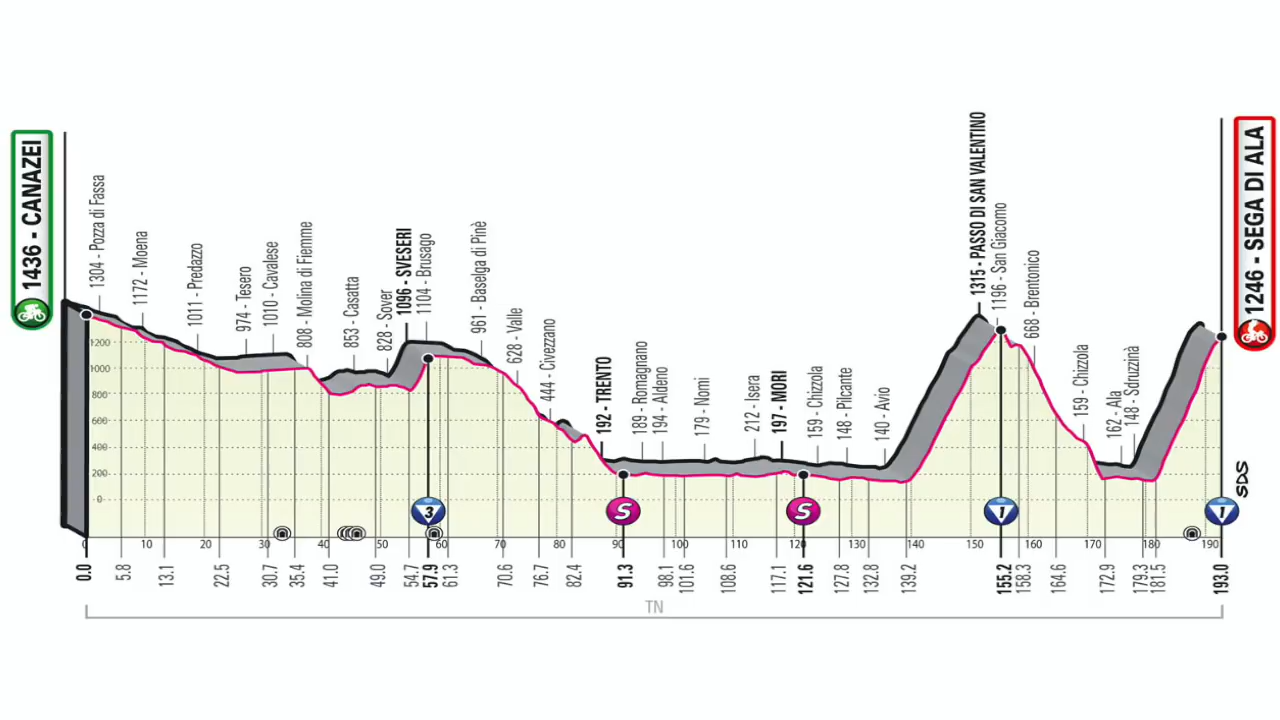 1436 - CANAZEI
1304 - Pozza di Fassa
1172 - Moena
1011 - Predazzo
974 - Tesero
1010 - Cavalese
808 - Molina di Fiemme
853 - Casatta
828 - Sover
1096 - SVESERI
1104 - Brusago
961 - Baselga di Pinè
628 - Valle
444 - Civezzano
192 - TRENTO
189 - Romagnano
194 - Aldeno
179 - Nomi
212 - Isera
197 - MORI
159 - Chizzola
148 - Pilcante
140 - Avio
1315 - PASSO DI SAN VALENTINO
1196 - San Giacomo
668 - Brentonico
159 - Chizzola
162 - Ala
148 - Sdruzzinà
1246 - SEGA DI ALA
1200
1000
800
600
400
200
0
3
S
S
1
1
SDS
0 10 20 30 40 50 60 70 80 90 100 110 120 130 140 150 160 170 180 190
0.0 5.8 13.1 22.5 30.7 35.4 41.0 49.0 54.7 57.9 61.3 70.6 76.7 82.4 91.3 98.1 101.6 108.6 117.1 121.6 127.8 132.8 139.2 155.2 158.3 164.6 172.9 179.3 181.5 193.0
TN